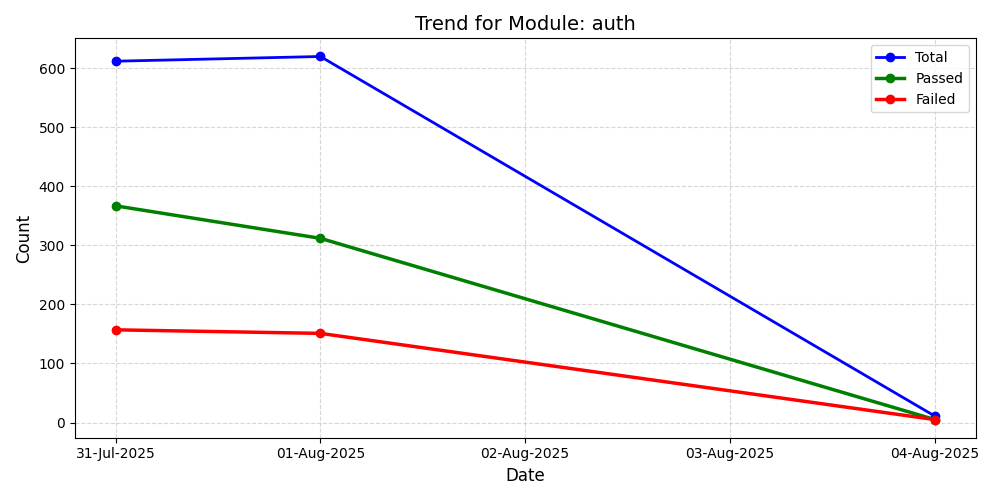 Trend for Module: auth
Total
Passed
Failed
600
500
400
300
200
100
0
Count
31-Jul-2025
01-Aug-2025
02-Aug-2025
03-Aug-2025
04-Aug-2025
Date